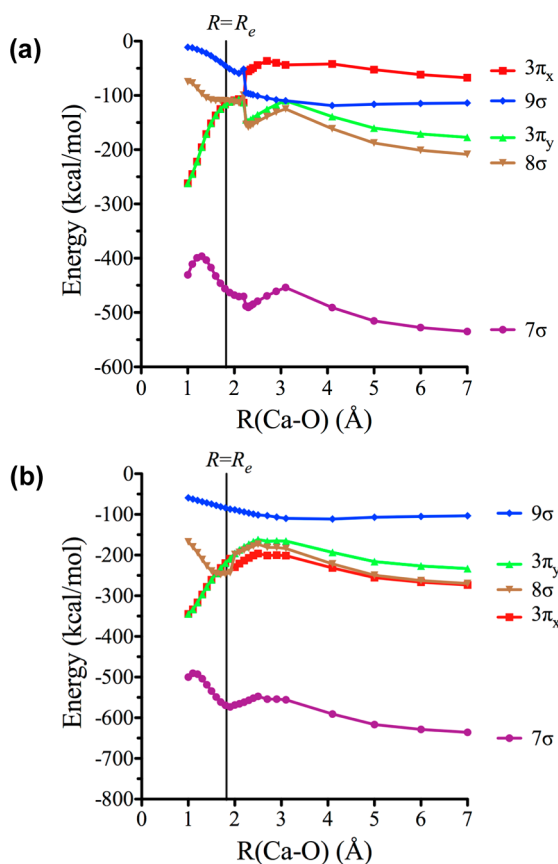 (a)
R=Re
0
-100
-200
-300
-400
-500
-600
Energy (kcal/mol)
0 1 2 3 4 5 6 7
R(Ca-O) (Å)
3πx
9σ
3πy
8σ
7σ
(b)
R=Re
0
-100
-200
-300
-400
-500
-600
-700
-800
Energy (kcal/mol)
0 1 2 3 4 5 6 7
R(Ca-O) (Å)
9σ
3πy
8σ
3πx
7σ